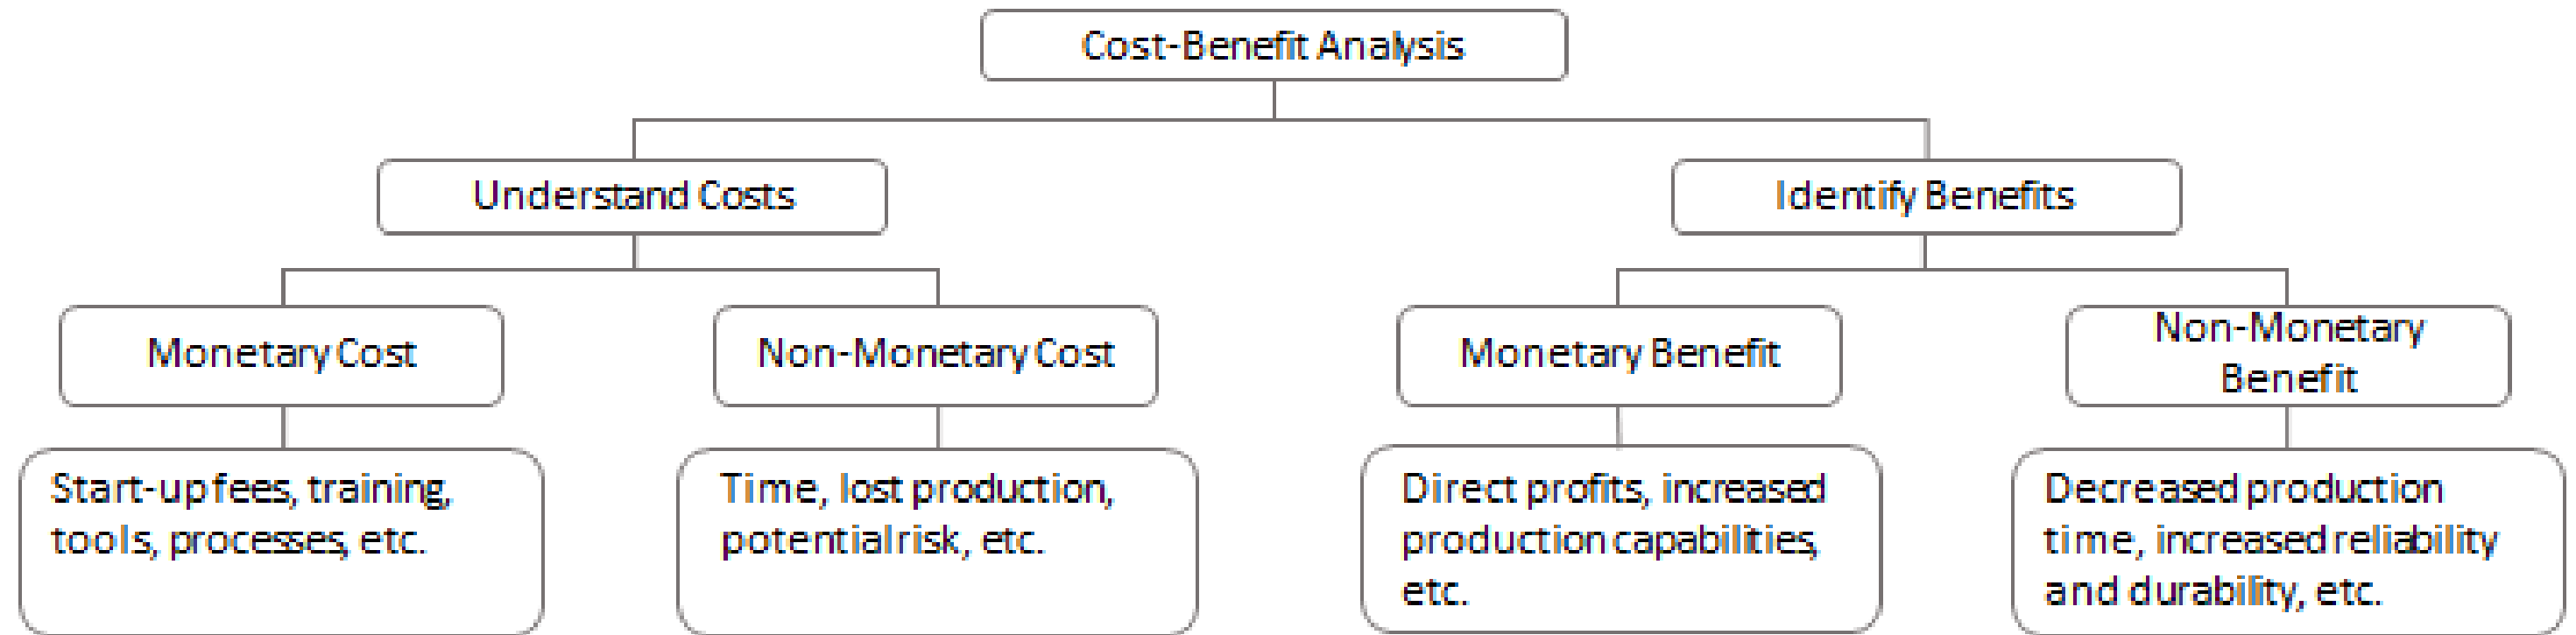 Cost-Benefit Analysis
Understand Costs
Identify Benefits
Monetary Cost
Non-Monetary Cost
Monetary Benefit
Non-Monetary
Benefit
Start-up fees, training,
tools, processes, etc.
Time, lost production,
potential risk, etc.
Direct profits, increased
production capabilities,
etc.
Decreased production
time, increased reliability
and durability, etc.